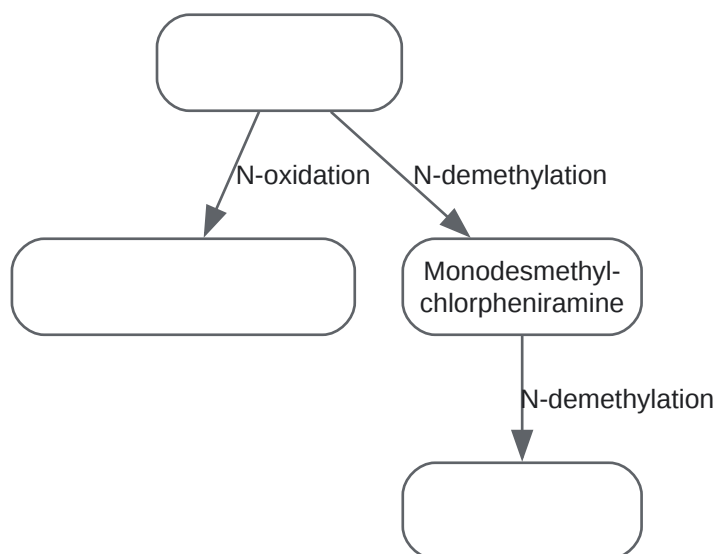 N-oxidation
N-demethylation
Monodesmethyl-
chlorpheniramine
N-demethylation